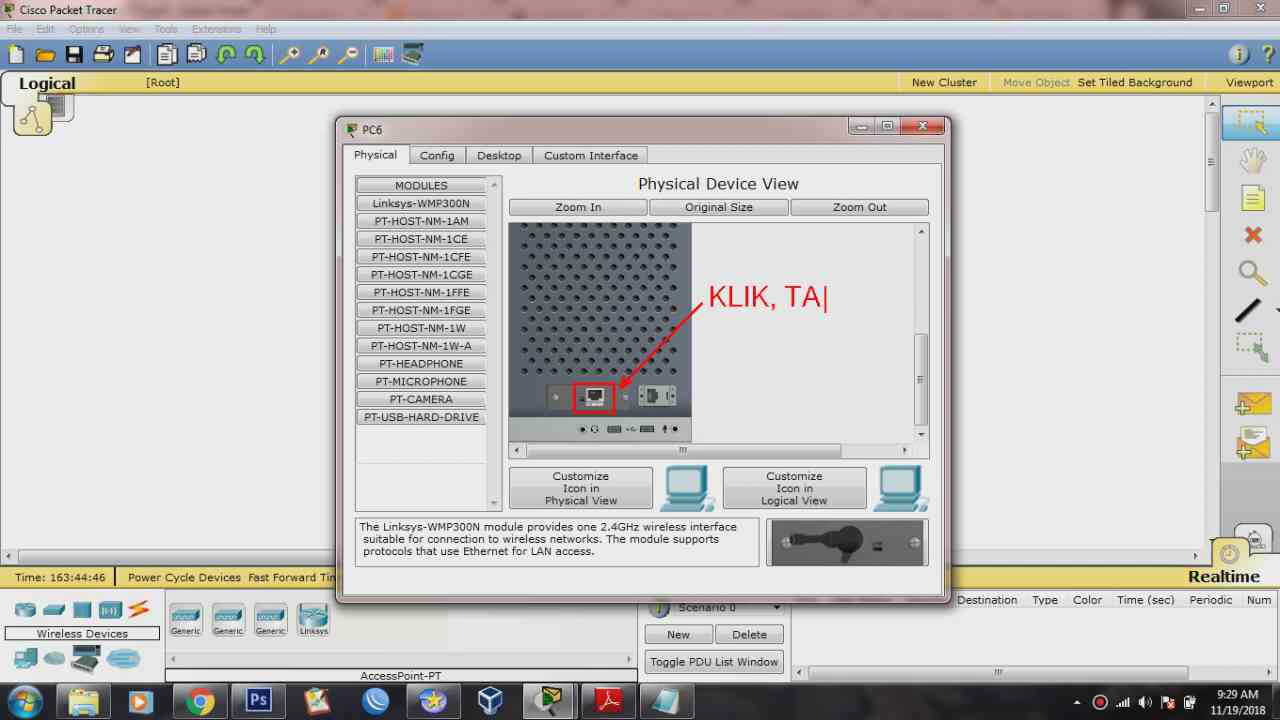 Cisco Packet Tracer
File Edit Options View Tools Extensions Help
Logical
[Root]
New Cluster
Move Object
Set Tiled Background
Viewport
PC6
Physical
Config
Desktop
Custom Interface
MODULES
Linksys-WMP300N
PT-HOST-NM-1AM
PT-HOST-NM-1CE
PT-HOST-NM-1CFE
PT-HOST-NM-1CGE
PT-HOST-NM-1FFE
PT-HOST-NM-1FGE
PT-HOST-NM-1W
PT-HOST-NM-1W-A
PT-HEADPHONE
PT-MICROPHONE
PT-CAMERA
PT-USB-HARD-DRIVE
Physical Device View
Zoom In
Original Size
Zoom Out
KLIK, TA|
Customize
Icon in
Physical View
Customize
Icon in
Logical View
The Linksys-WMP300N module provides one 2.4GHz wireless interface
suitable for connection to wireless networks. The module supports
protocols that use Ethernet for LAN access.
Time: 163:44:46
Power Cycle Devices Fast Forward Tim
Realtime
Wireless Devices
Generic
Generic
Generic
Linksys
AccessPoint-PT
Scenario 0
New
Delete
Toggle PDU List Window
Destination
Type
Color
Time (sec)
Periodic
Num
Ps
9:29 AM
11/19/2018